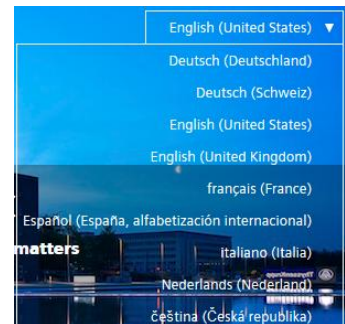 English (United States) ▼
Deutsch (Deutschland)
Deutsch (Schweiz)
English (United States)
English (United Kingdom)
français (France)
Español (España, alfabetización internacional)
matters
italiano (Italia)
ThyssenKrupp
Nederlands (Nederland)
čeština (Česká republika)